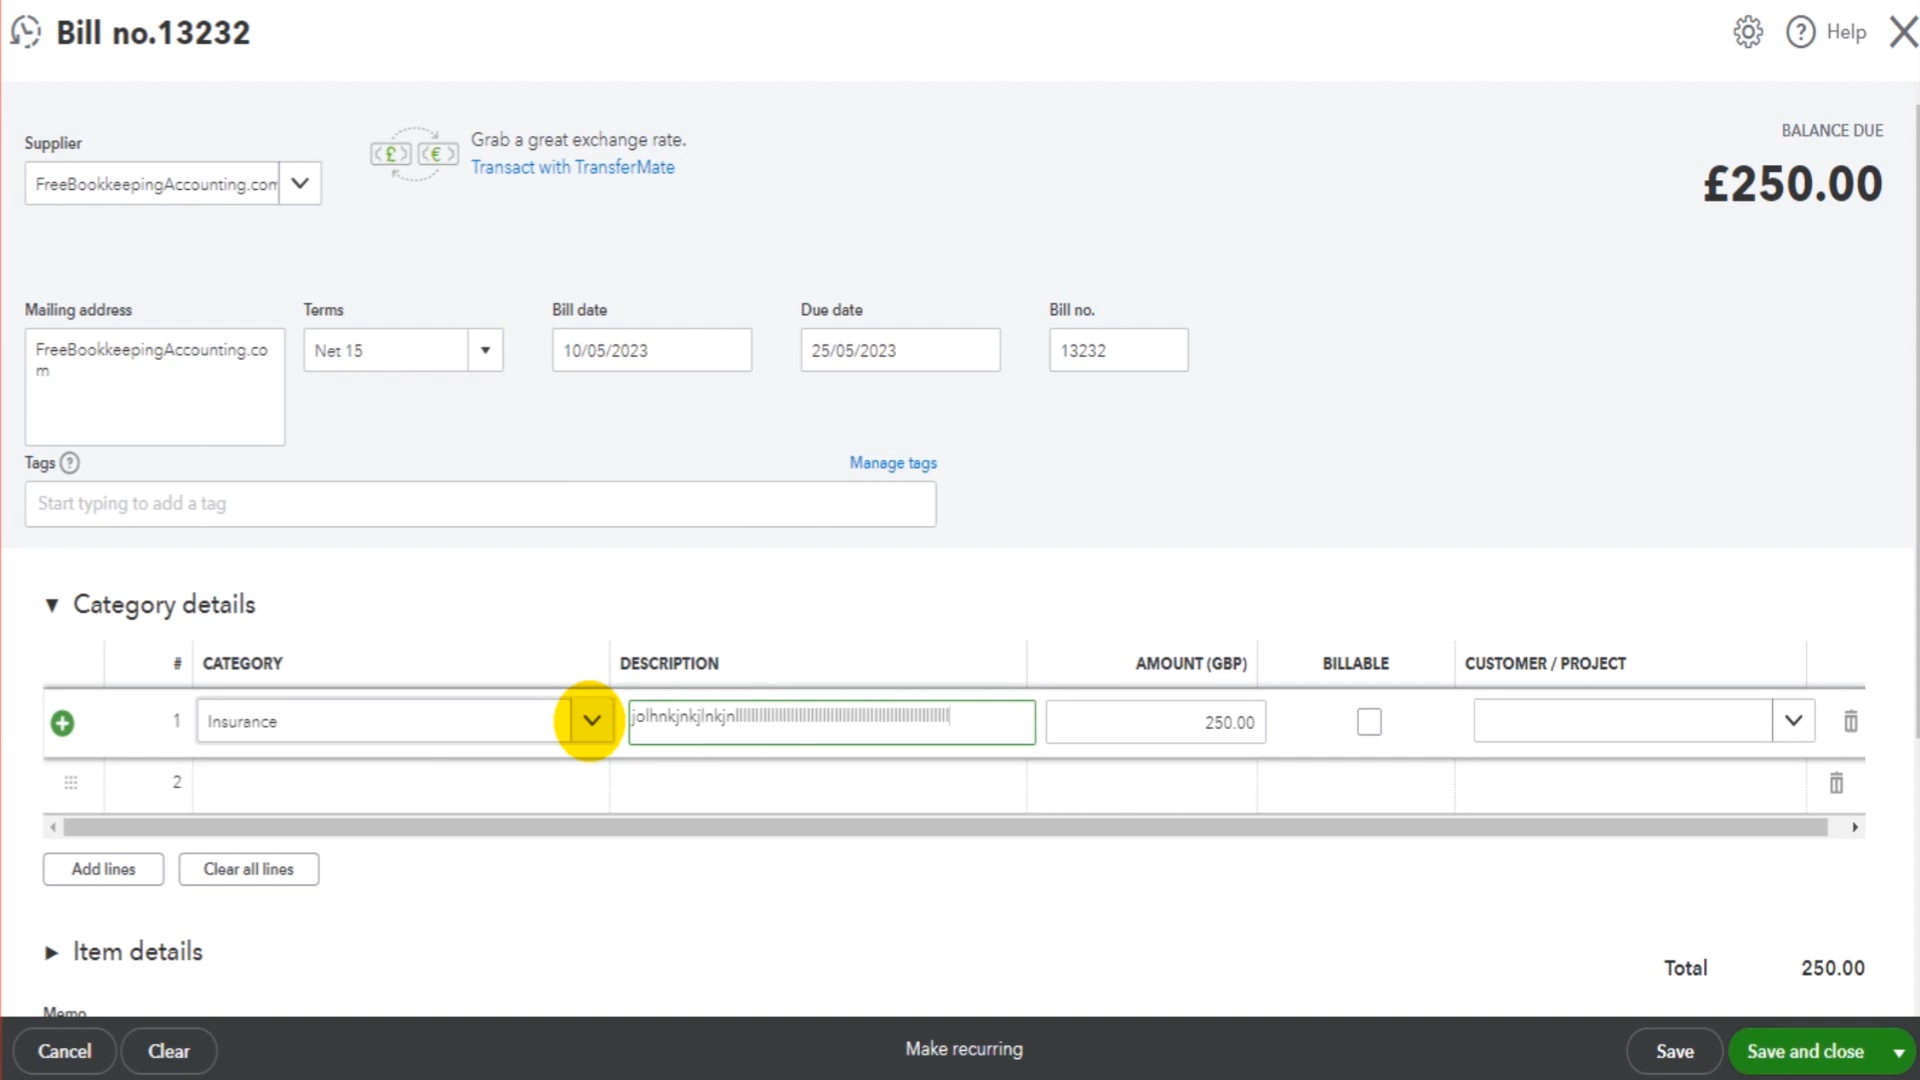 Bill no.13232
Help
Supplier
FreeBookkeepingAccounting.com
Grab a great exchange rate.
Transact with TransferMate
BALANCE DUE
£250.00
Mailing address
Terms
Bill date
Due date
Bill no.
FreeBookkeepingAccounting.co
m
Net 15
10/05/2023
25/05/2023
13232
Tags ?
Manage tags
Start typing to add a tag
Category details
# CATEGORY DESCRIPTION AMOUNT (GBP) BILLABLE CUSTOMER / PROJECT
1 Insurance 250.00
2
Add lines
Clear all lines
Item details
Total 250.00
Memo
Cancel
Clear
Make recurring
Save
Save and close